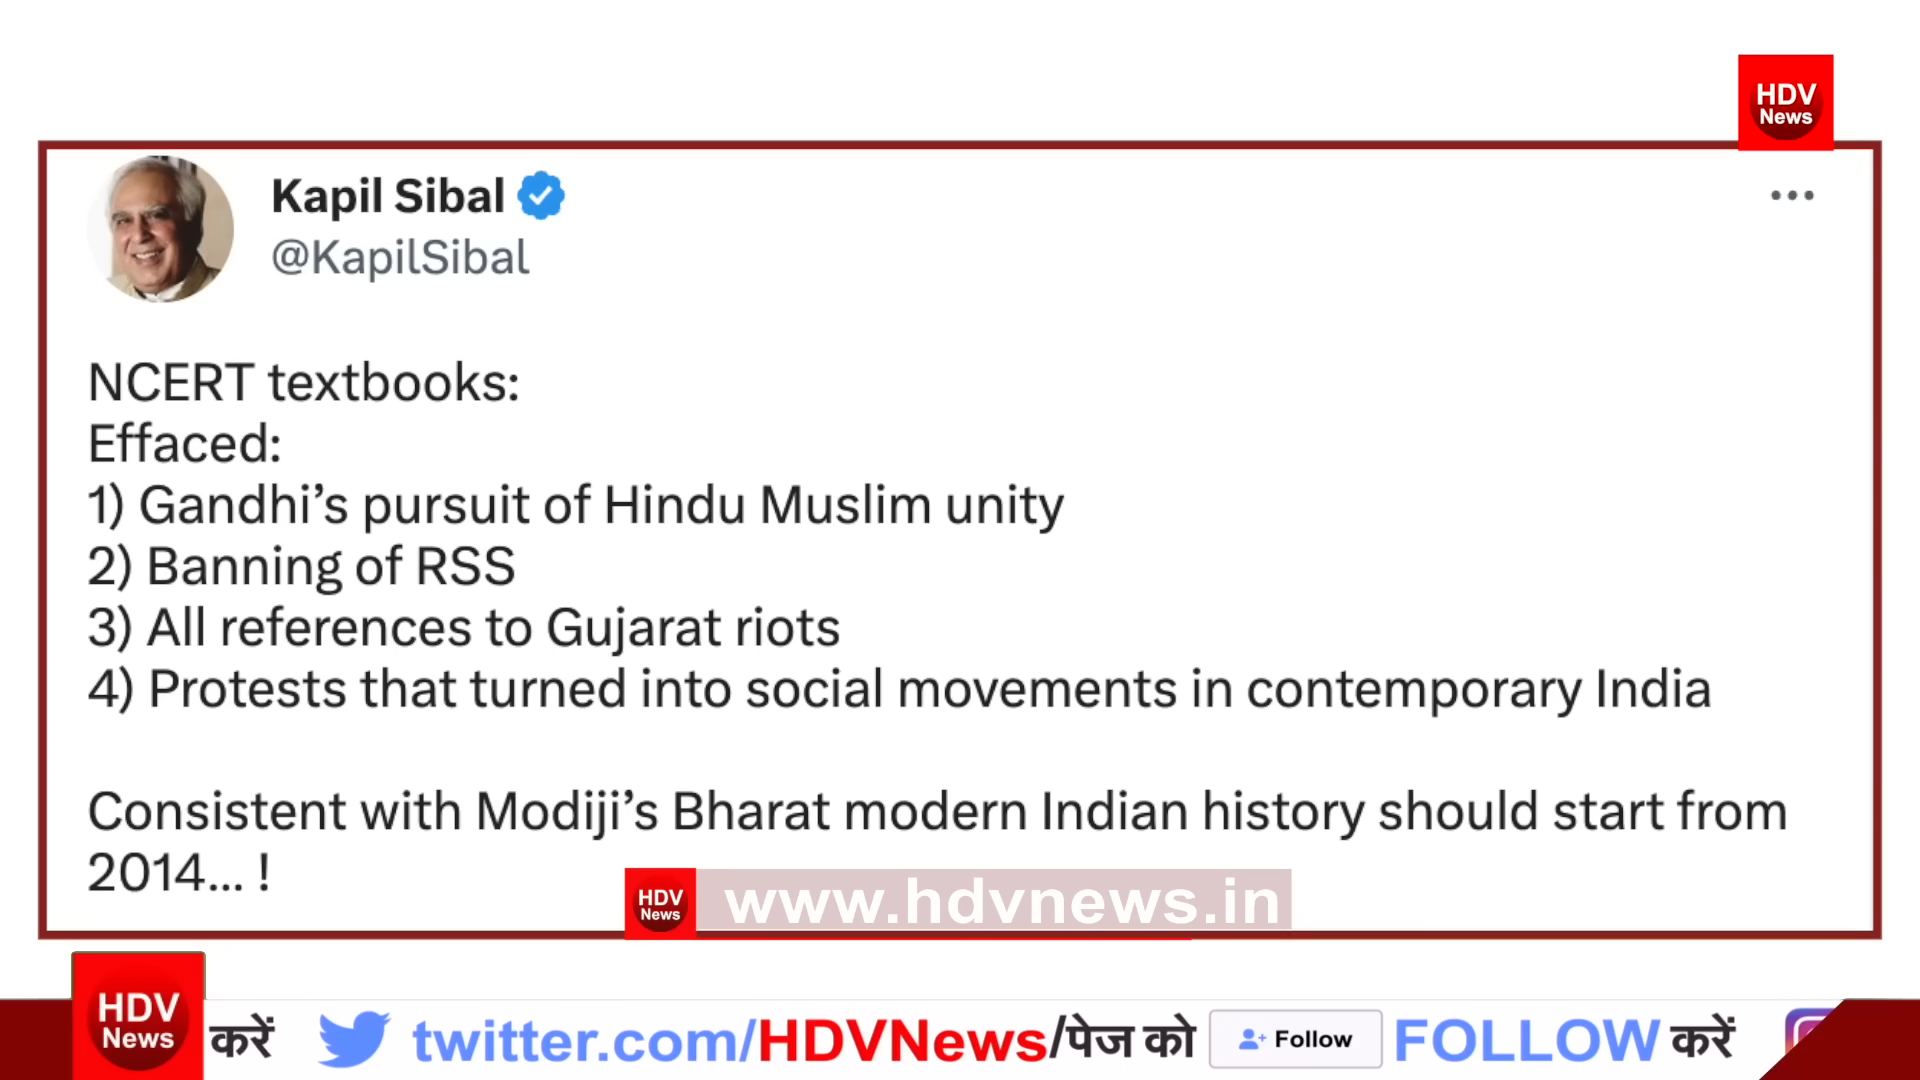 HDV
News
Kapil Sibal
@KapilSibal
NCERT textbooks:
Effaced:
1) Gandhi’s pursuit of Hindu Muslim unity
2) Banning of RSS
3) All references to Gujarat riots
4) Protests that turned into social movements in contemporary India
Consistent with Modiji’s Bharat modern Indian history should start from
2014... !
HDV
News
www.hdvnews.in
HDV
News
करें twitter.com/HDVNews/पेज को Follow FOLLOW करें